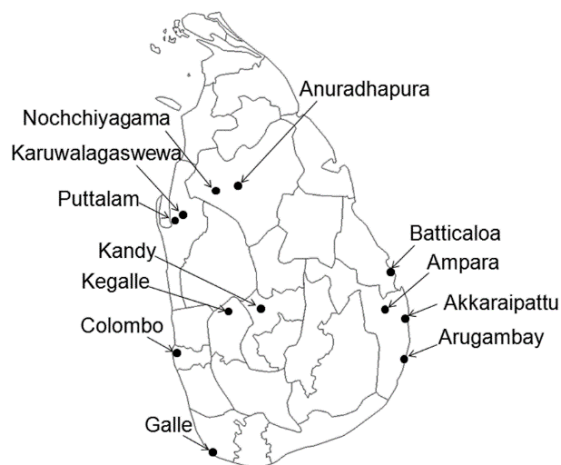 Anuradhapura
Nochchiyagama
Karuwalagaswewa
Puttalam
Batticaloa
Kandy
Ampara
Kegalle
Akkaraipattu
Colombo
Arugambay
Galle